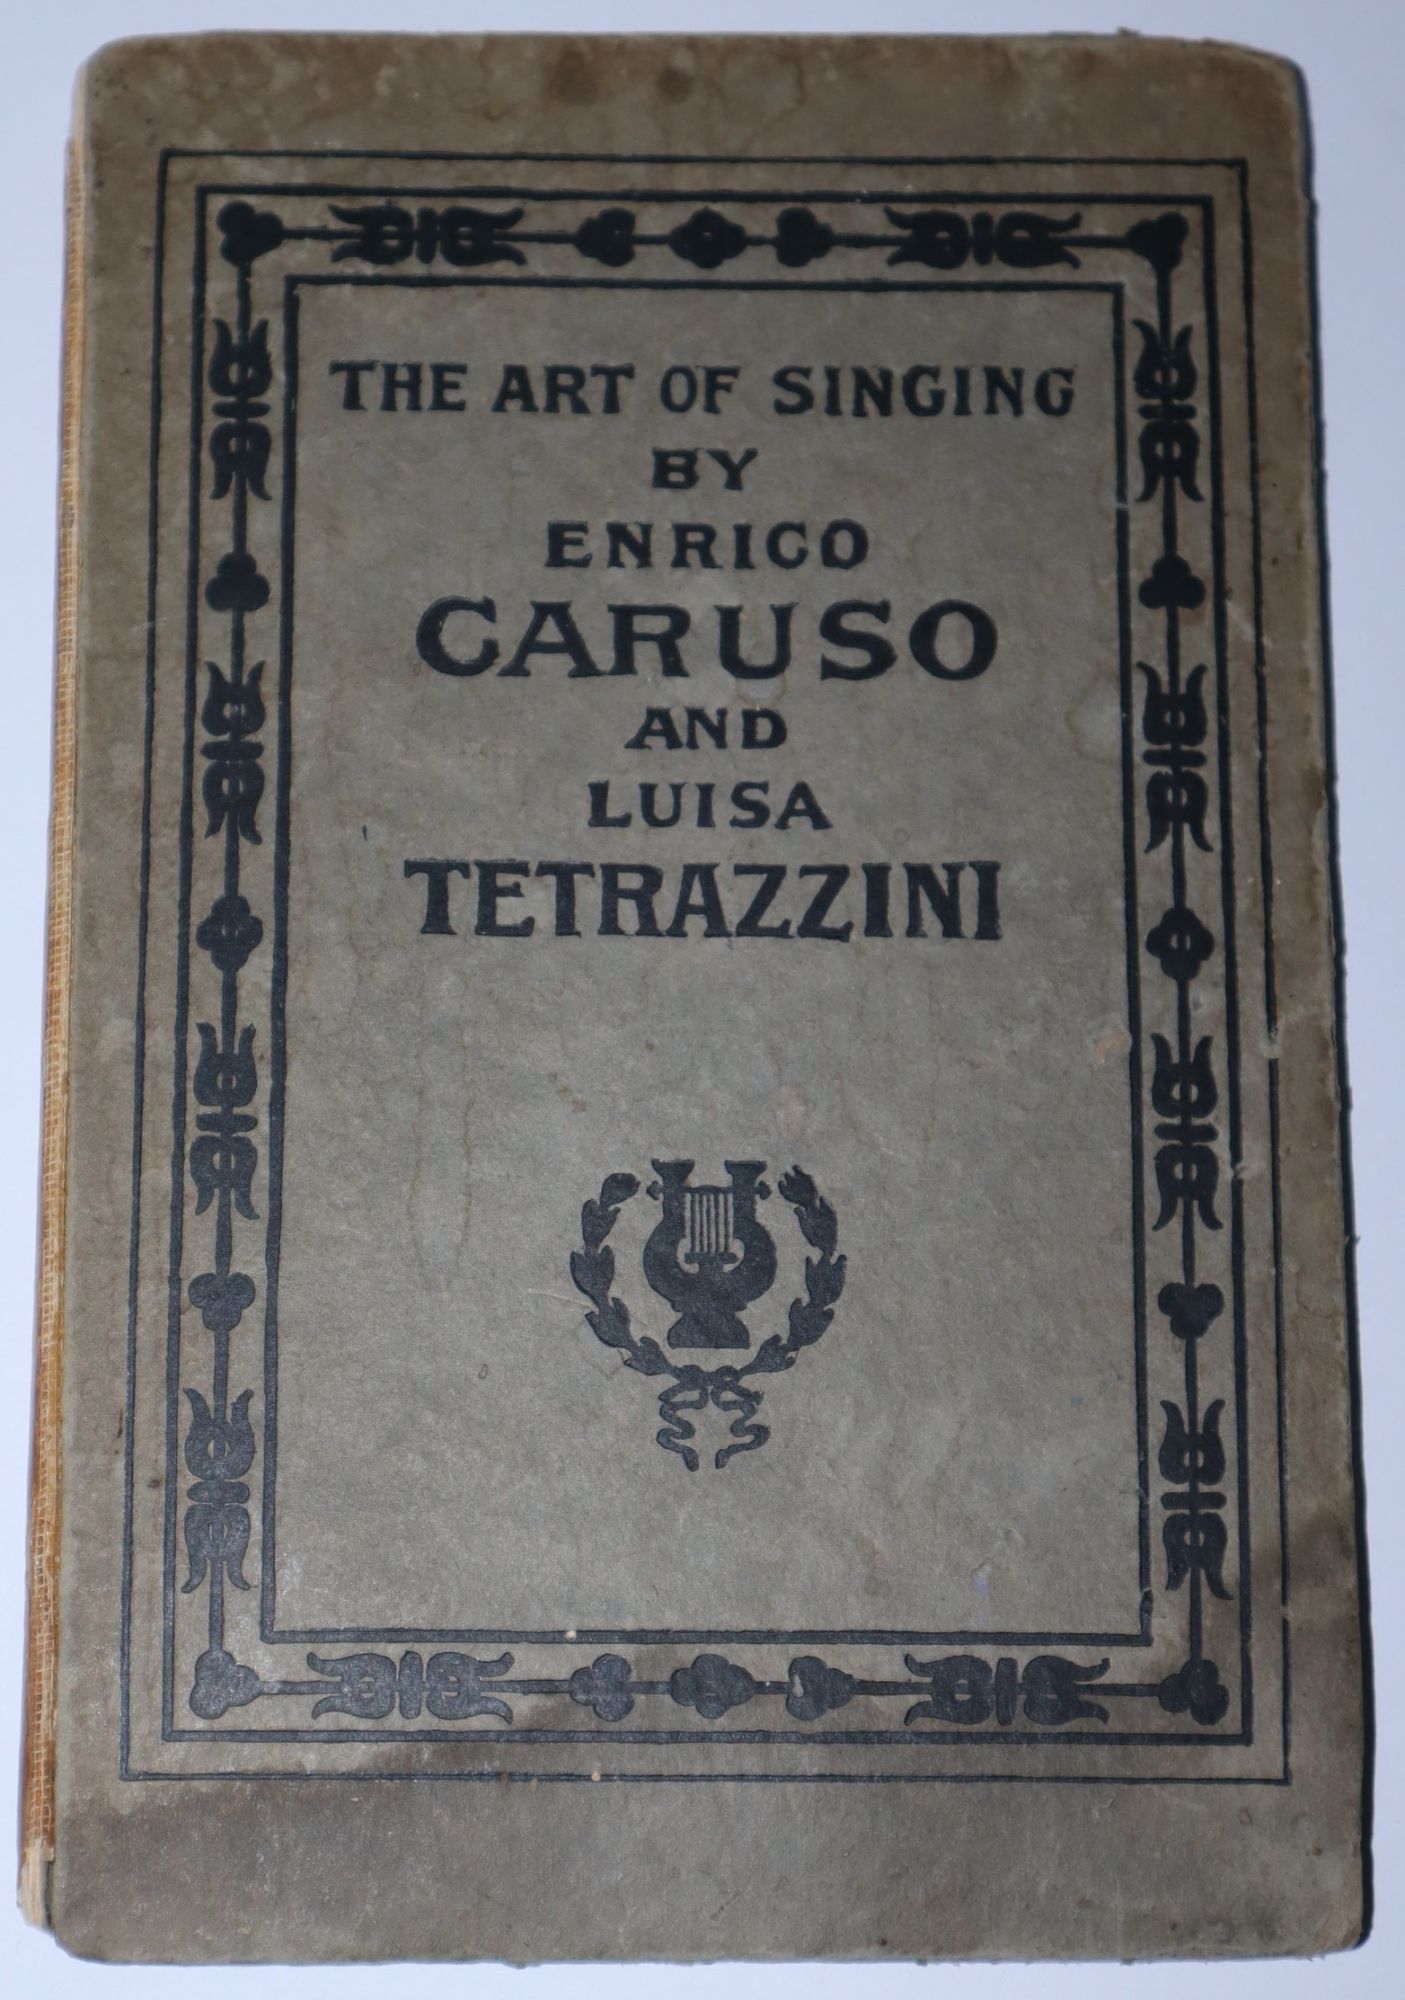 THE ART OF SINGING
BY
ENRICO
CARUSO
AND
LUISA
TETRAZZINI